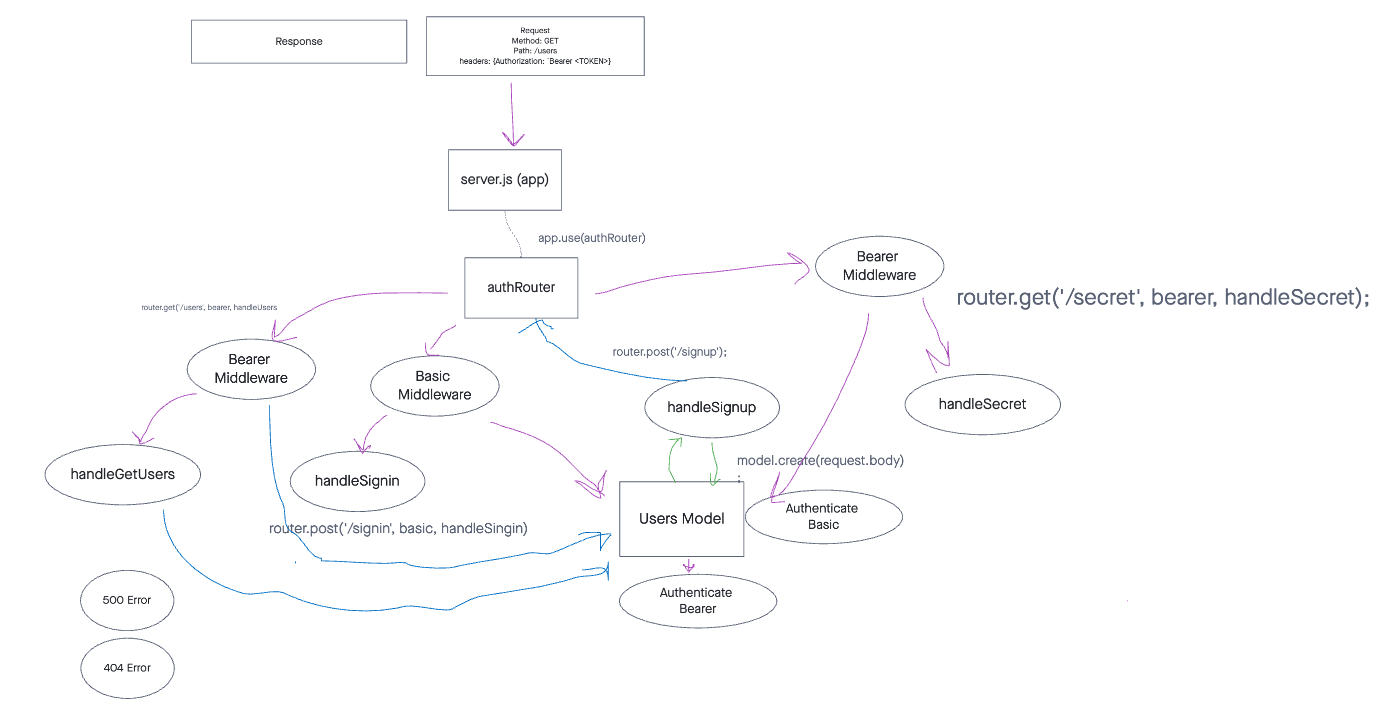 Response
Request
Method: GET
Path: /users
headers: {Authorization: `Bearer <TOKEN>}
server.js (app)
app.use(authRouter)
authRouter
Bearer
Middleware
router.get('/secret', bearer, handleSecret);
router.get('/users', bearer, handleUsers
Bearer
Middleware
Basic
Middleware
router.post('/signup');
handleSignup
handleSecret
handleGetUsers
handleSignin
model.create(request.body)
router.post('/signin', basic, handleSingin)
Users Model
Authenticate
Basic
Authenticate
Bearer
500 Error
404 Error